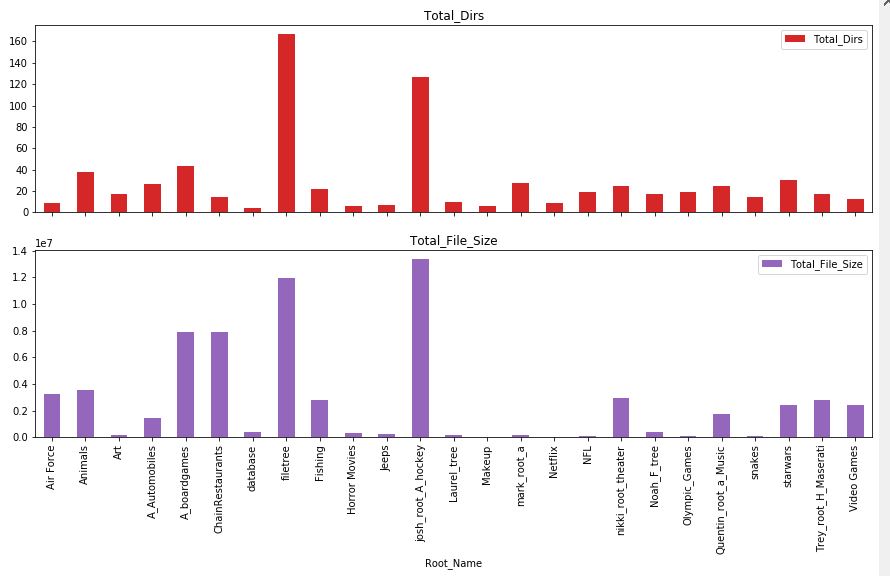 Total_Dirs
160
140
120
100
80
60
40
20
0
Total_Dirs
Total_File_Size
1e7
1.4
1.2
1.0
0.8
0.6
0.4
0.2
0.0
Total_File_Size
Air Force
Animals
Art
A_Automobiles
A_boardgames
ChainRestaurants
database
filetree
Fishing
Horror Movies
Jeeps
josh_root_A_hockey
Laurel_tree
Makeup
mark_root_a
Netflix
NFL
nikki_root_theater
Noah_F_tree
Olympic_Games
Quentin_root_a_Music
snakes
starwars
Trey_root_H_Maserati
Video Games
Root_Name